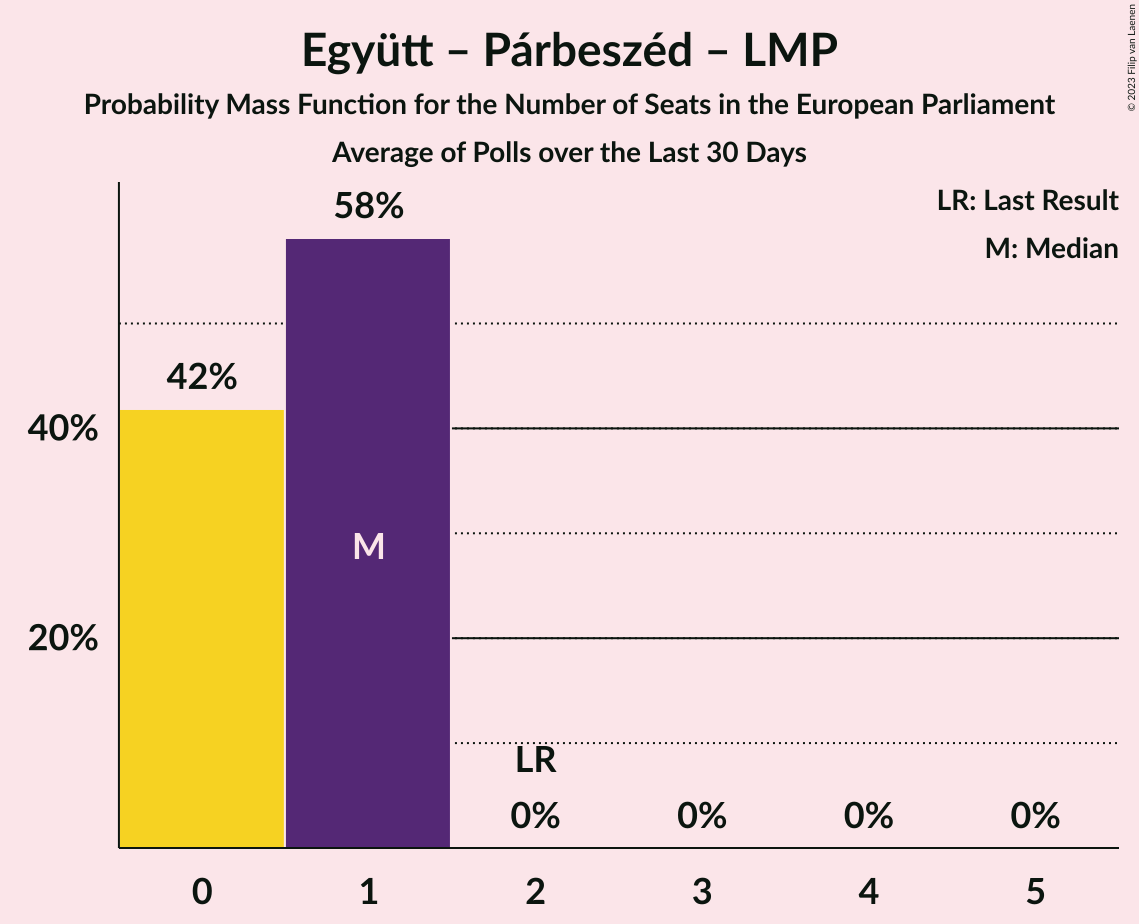 Együtt – Párbeszéd – LMP
Probability Mass Function for the Number of Seats in the European Parliament
Average of Polls over the Last 30 Days
© 2023 Filip van Laenen
LR: Last Result
M: Median
58%
42%
40%
M
20%
LR
0% 0% 0% 0%
0 1 2 3 4 5